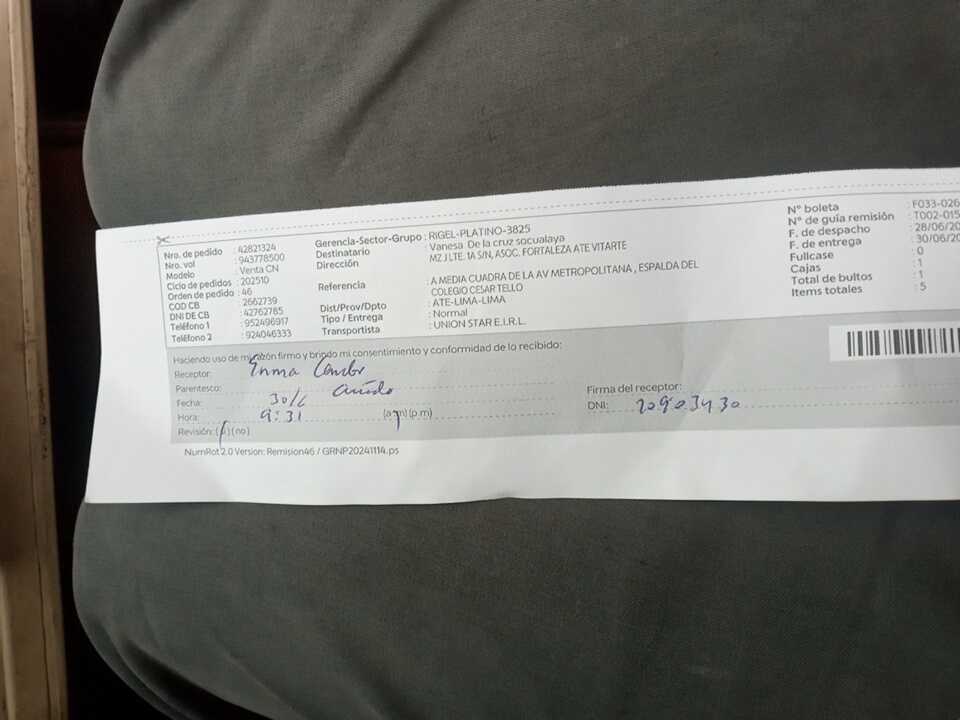 Nro. de pedido : 42821324
Nro. vol : 943778500
Modelo : Venta CN
Ciclo de pedidos : 202510
Orden de pedido : 46
COD CB : 2662739
DNI DE CB : 42762785
Teléfono 1 : 952496917
Teléfono 2 : 924046333
Gerencia-Sector-Grupo : RIGEL-PLATINO-3825
Destinatario : Vanesa De la cruz socualaya
Dirección : MZ J LTE. 1A S/N, ASOC. FORTALEZA ATE VITARTE
Referencia : A MEDIA CUADRA DE LA AV METROPOLITANA , ESPALDA DEL
COLEGIO CESAR TELLO
Dist/Prov/Dpto : ATE-LIMA-LIMA
Tipo / Entrega : Normal
Transportista : UNION STAR E.I.R.L.
N° boleta : F033-026
N° de guía remisión : T002-015
F. de despacho : 28/06/20
F. de entrega : 30/06/20
Fullcase : 0
Cajas : 1
Total de bultos : 1
Items totales : 5
Haciendo uso de mi razón firmo y brindo mi consentimiento y conformidad de lo recibido:
Receptor: Inma
Parentesco:
Fecha: 30/6
Hora: 9:31 (a.m) (p.m)
Revisión: (si) (no)
Firma del receptor:
DNI: 20903430
NumRot 2.0 Version: Remision46 / GRNP20241114.ps